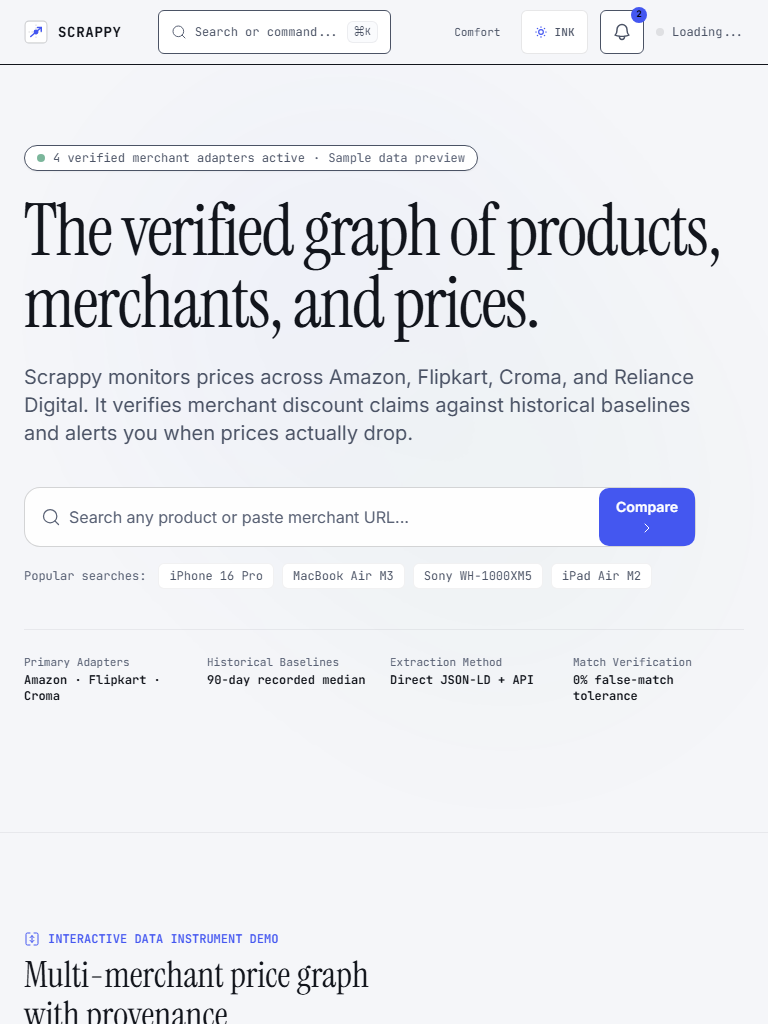 SCRAPPY
Search or command... ⌘K
Comfort
INK
2
Loading...
4 verified merchant adapters active · Sample data preview
The verified graph of products,
merchants, and prices.
Scrappy monitors prices across Amazon, Flipkart, Croma, and Reliance
Digital. It verifies merchant discount claims against historical baselines
and alerts you when prices actually drop.
Search any product or paste merchant URL...
Compare
Popular searches:
iPhone 16 Pro
MacBook Air M3
Sony WH-1000XM5
iPad Air M2
Primary Adapters
Amazon · Flipkart ·
Croma
Historical Baselines
90-day recorded median
Extraction Method
Direct JSON-LD + API
Match Verification
0% false-match
tolerance
INTERACTIVE DATA INSTRUMENT DEMO
Multi-merchant price graph
with provenance